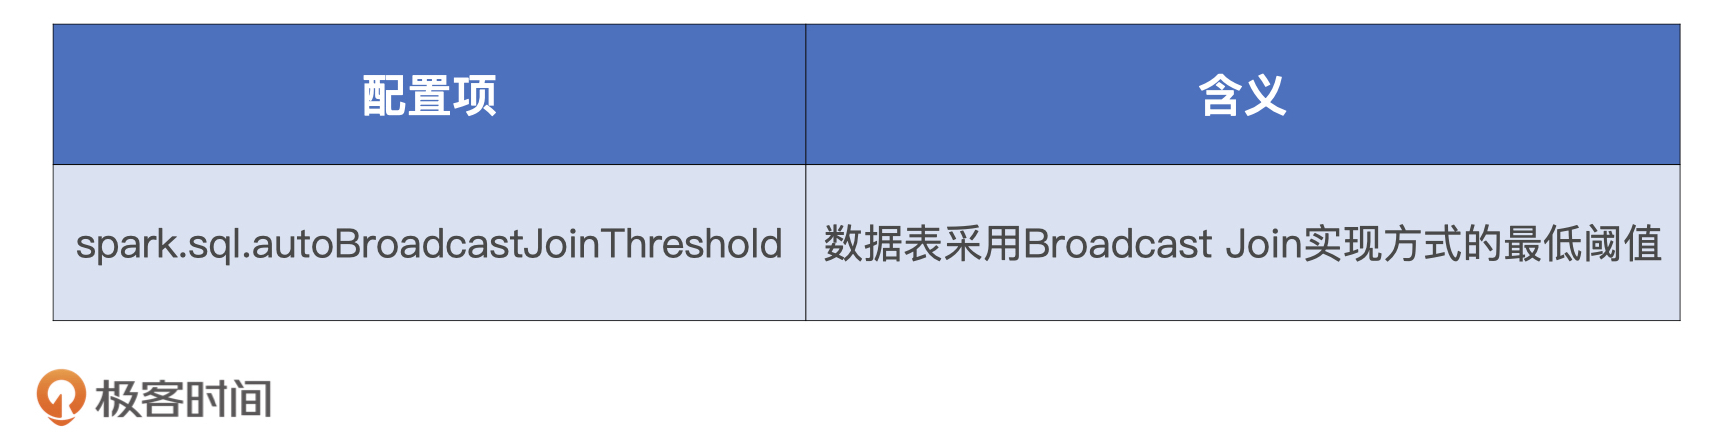 配置项 含义
spark.sql.autoBroadcastJoinThreshold 数据表采用Broadcast Join实现方式的最低阈值
极客时间